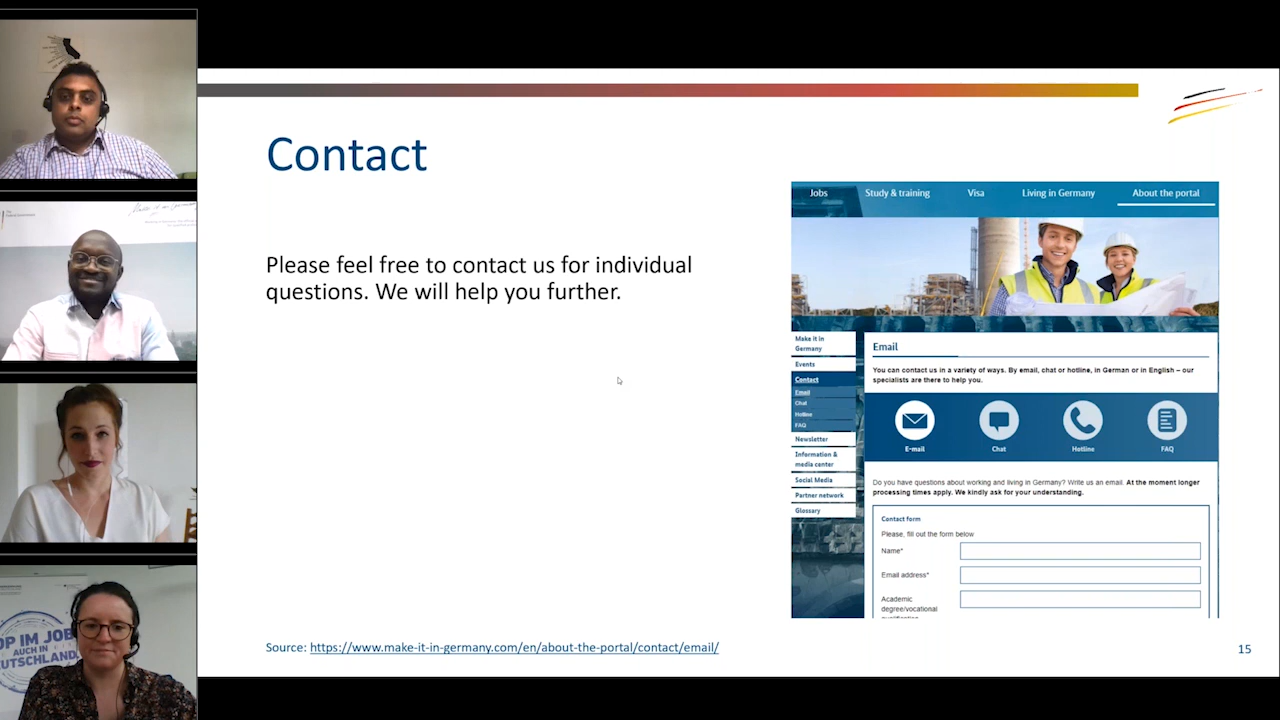 Contact
Please feel free to contact us for individual
questions. We will help you further.
Jobs
Study & training
Visa
Living in Germany
About the portal
Make it in
Germany
Events
Contact
Email
Chat
Hotline
FAQ
Newsletter
Information &
media center
Social Media
Partner network
Glossary
Email
You can contact us in a variety of ways. By email, chat or hotline, in German or in English – our
specialists are there to help you.
E-mail
Chat
Hotline
FAQ
Do you have questions about working and living in Germany? Write us an email. At the moment longer
processing times apply. We kindly ask for your understanding.
Contact form
Please, fill out the form below
Name*
Email address*
Academic
degree/vocational
Source: https://www.make-it-in-germany.com/en/about-the-portal/contact/email/
15
OP IM JOB
AUCH IN
EUTSCHLAND